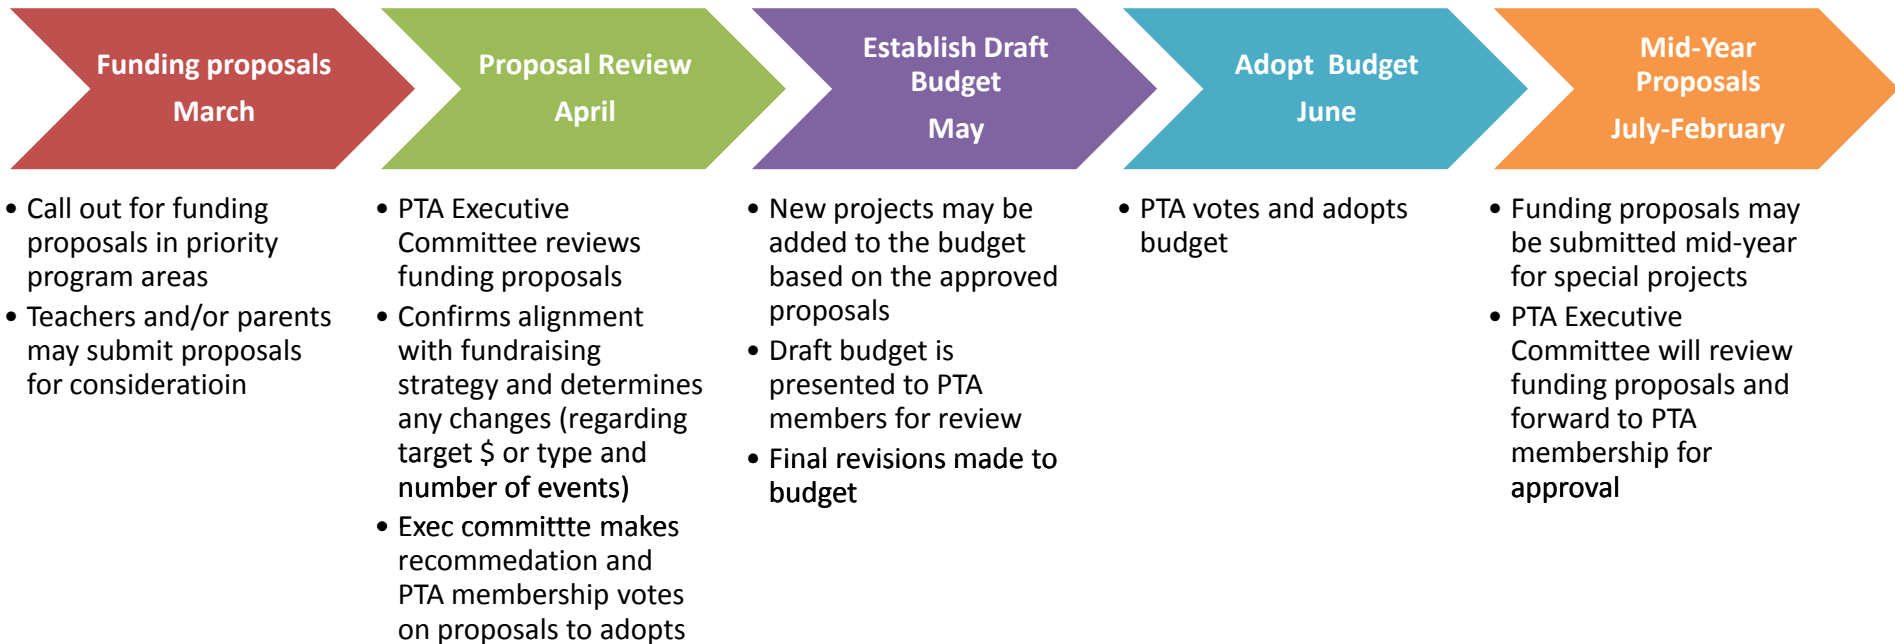 Funding proposals
March
• Call out for funding
proposals in priority
program areas
• Teachers and/or parents
may submit proposals
for consideratioin
Proposal Review
April
• PTA Executive
Committee reviews
funding proposals
• Confirms alignment
with fundraising
strategy and determines
any changes (regarding
target $ or type and
number of events)
• Exec committte makes
recommedation and
PTA membership votes
on proposals to adopts
Establish Draft
Budget
May
• New projects may be
added to the budget
based on the approved
proposals
• Draft budget is
presented to PTA
members for review
• Final revisions made to
budget
Adopt Budget
June
• PTA votes and adopts
budget
Mid-Year
Proposals
July-February
• Funding proposals may
be submitted mid-year
for special projects
• PTA Executive
Committee will review
funding proposals and
forward to PTA
membership for
approval